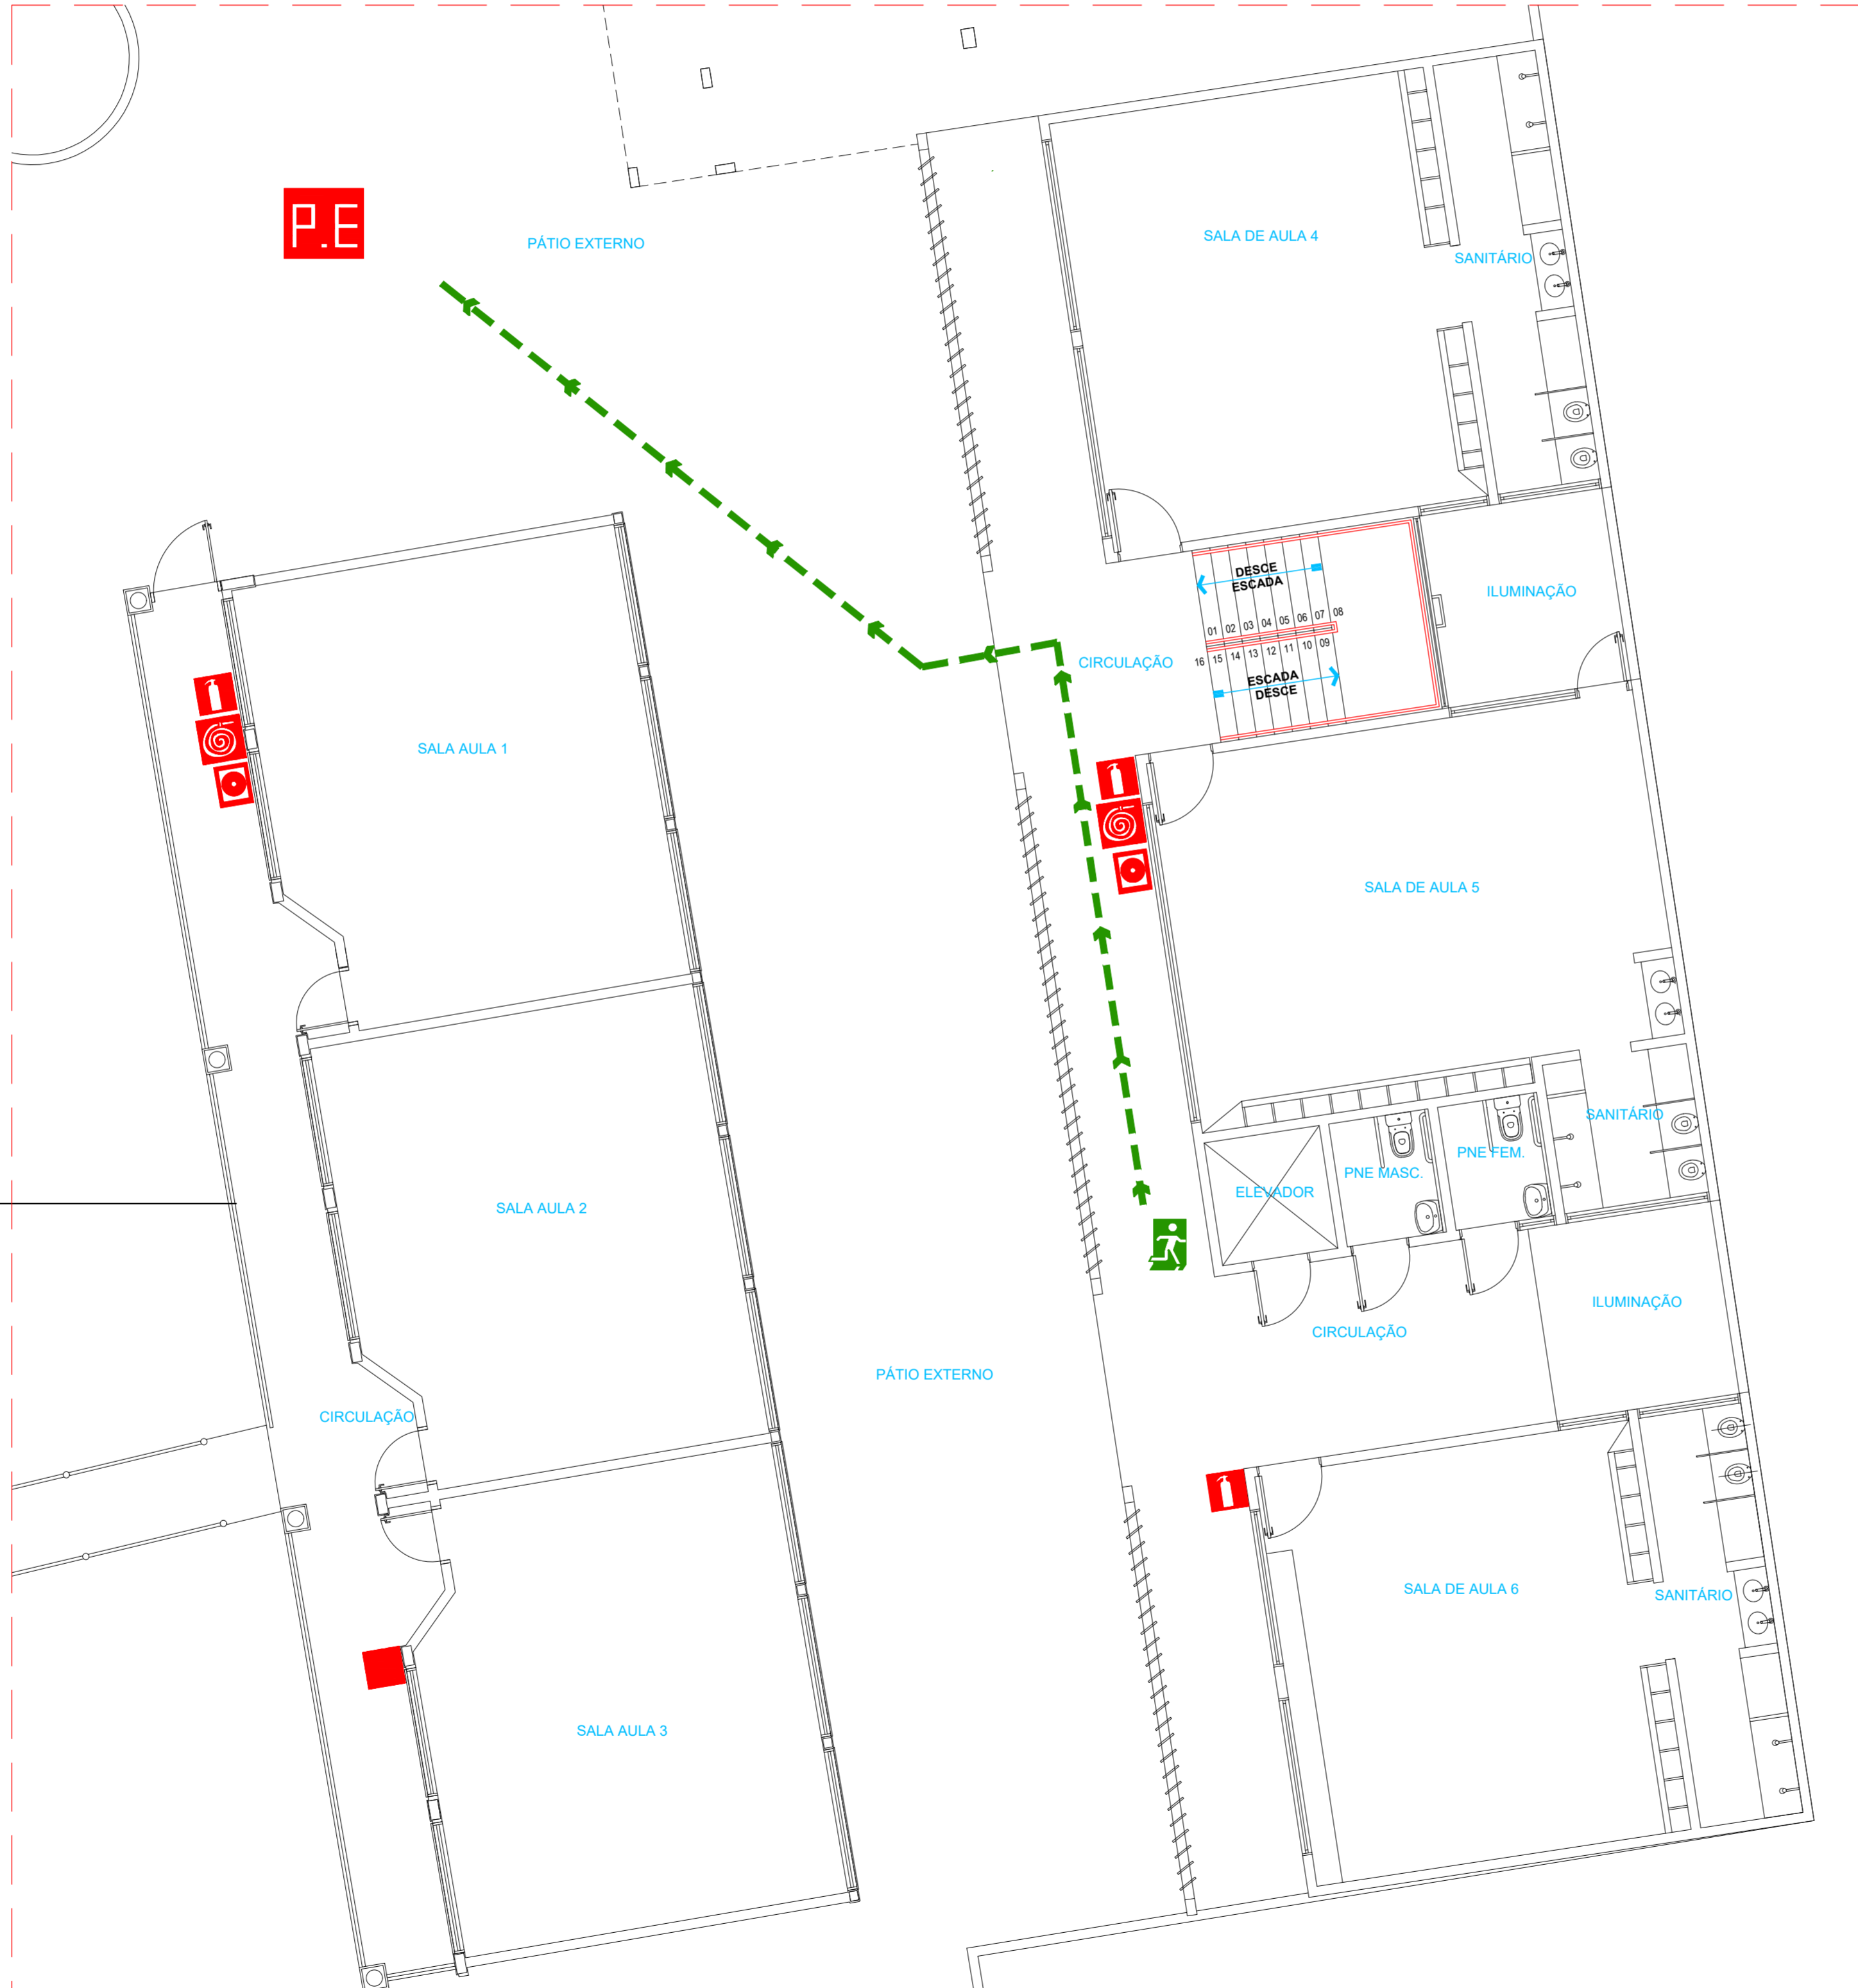 P.E
PÁTIO EXTERNO
SALA DE AULA 4
SANITÁRIO
DESCE
ESCADA
ILUMINAÇÃO
01 02 03 04 05 06 07 08
16 15 14 13 12 11 10 09
CIRCULAÇÃO
ESCADA
DESCE
SALA AULA 1
SALA DE AULA 5
SANITÁRIO
PNE FEM.
PNE MASC.
ELEVADOR
SALA AULA 2
ILUMINAÇÃO
CIRCULAÇÃO
PÁTIO EXTERNO
CIRCULAÇÃO
SALA DE AULA 6
SANITÁRIO
SALA AULA 3